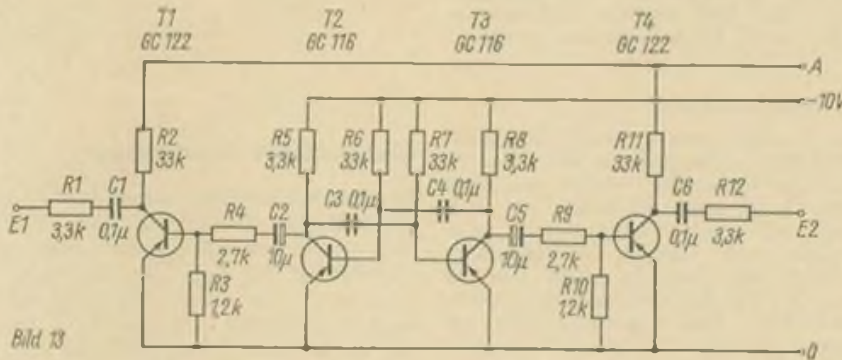 T1
GC 122
T2
GC 116
T3
GC 116
T4
GC 122
A
-10V
R2
33k
R5
3,3k
R6
33k
R7
33k
R8
3,3k
R11
33k
R1
3,3k
C1
0,1µ
E1
R4
2,7k
C2
10µ
C3 0,1µ
C4 0,1µ
C5
10µ
R9
2,7k
C6
0,1µ
R12
3,3k
E2
R3
1,2k
R10
1,2k
Bild 13
0